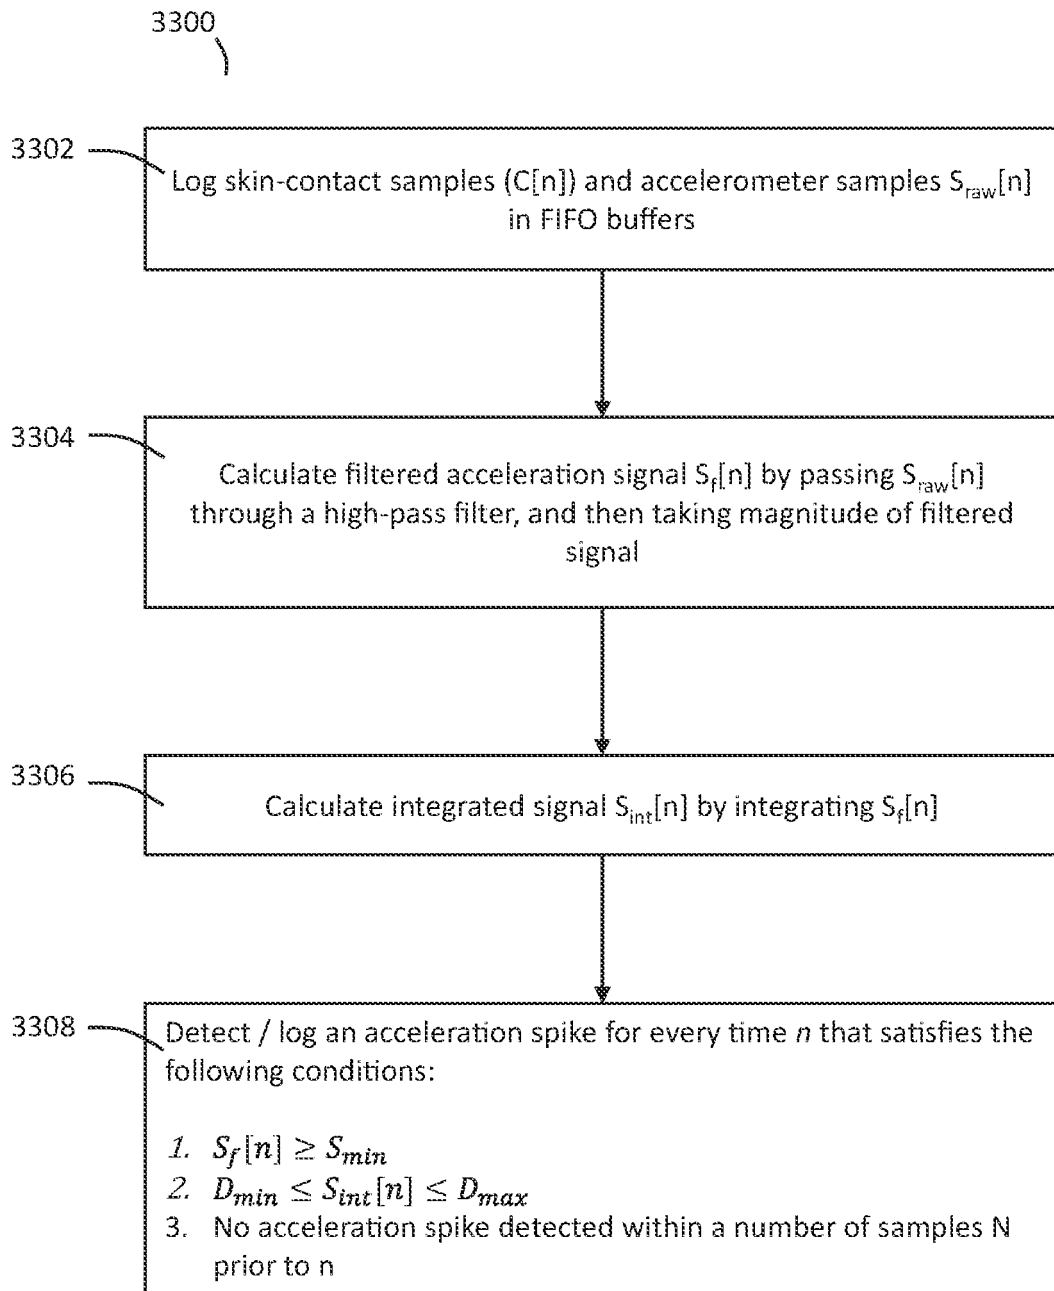 3300
3302
Log skin-contact samples (C[n]) and accelerometer samples S_raw[n]
in FIFO buffers
3304
Calculate filtered acceleration signal S_f[n] by passing S_raw[n]
through a high-pass filter, and then taking magnitude of filtered
signal
3306
Calculate integrated signal S_int[n] by integrating S_f[n]
3308
Detect / log an acceleration spike for every time n that satisfies the
following conditions:
1. S_f[n] ≥ S_min
2. D_min ≤ S_int[n] ≤ D_max
3. No acceleration spike detected within a number of samples N
prior to n